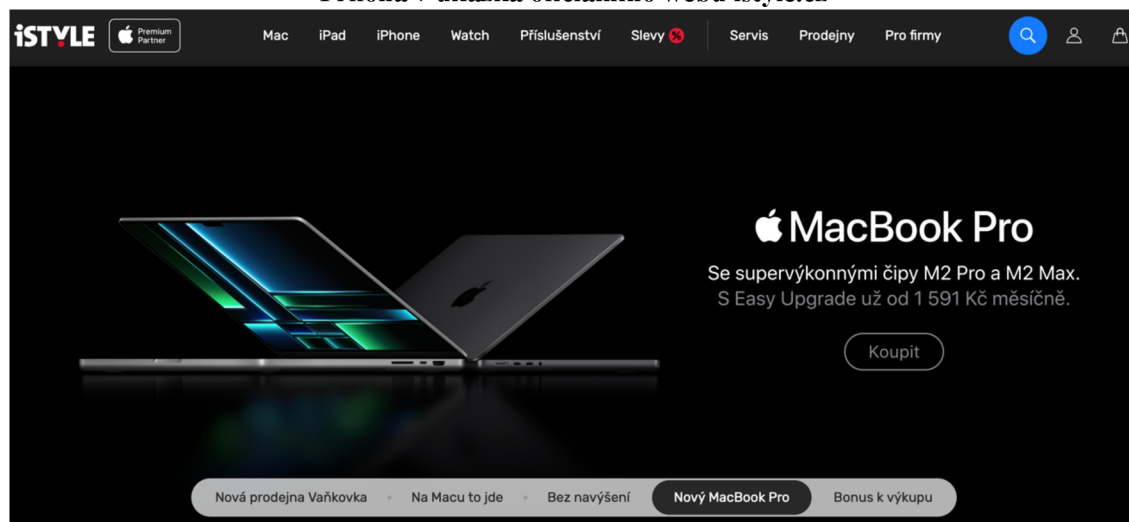 iSTYLE Premium Partner Mac iPad iPhone Watch Příslušenství Slevy % Servis Prodejny Pro firmy
MacBook Pro
Se supervýkonnými čipy M2 Pro a M2 Max.
S Easy Upgrade už od 1 591 Kč měsíčně.
Koupit
Nová prodejna Vaňkovka • Na Macu to jde • Bez navýšení Nový MacBook Pro Bonus k výkupu